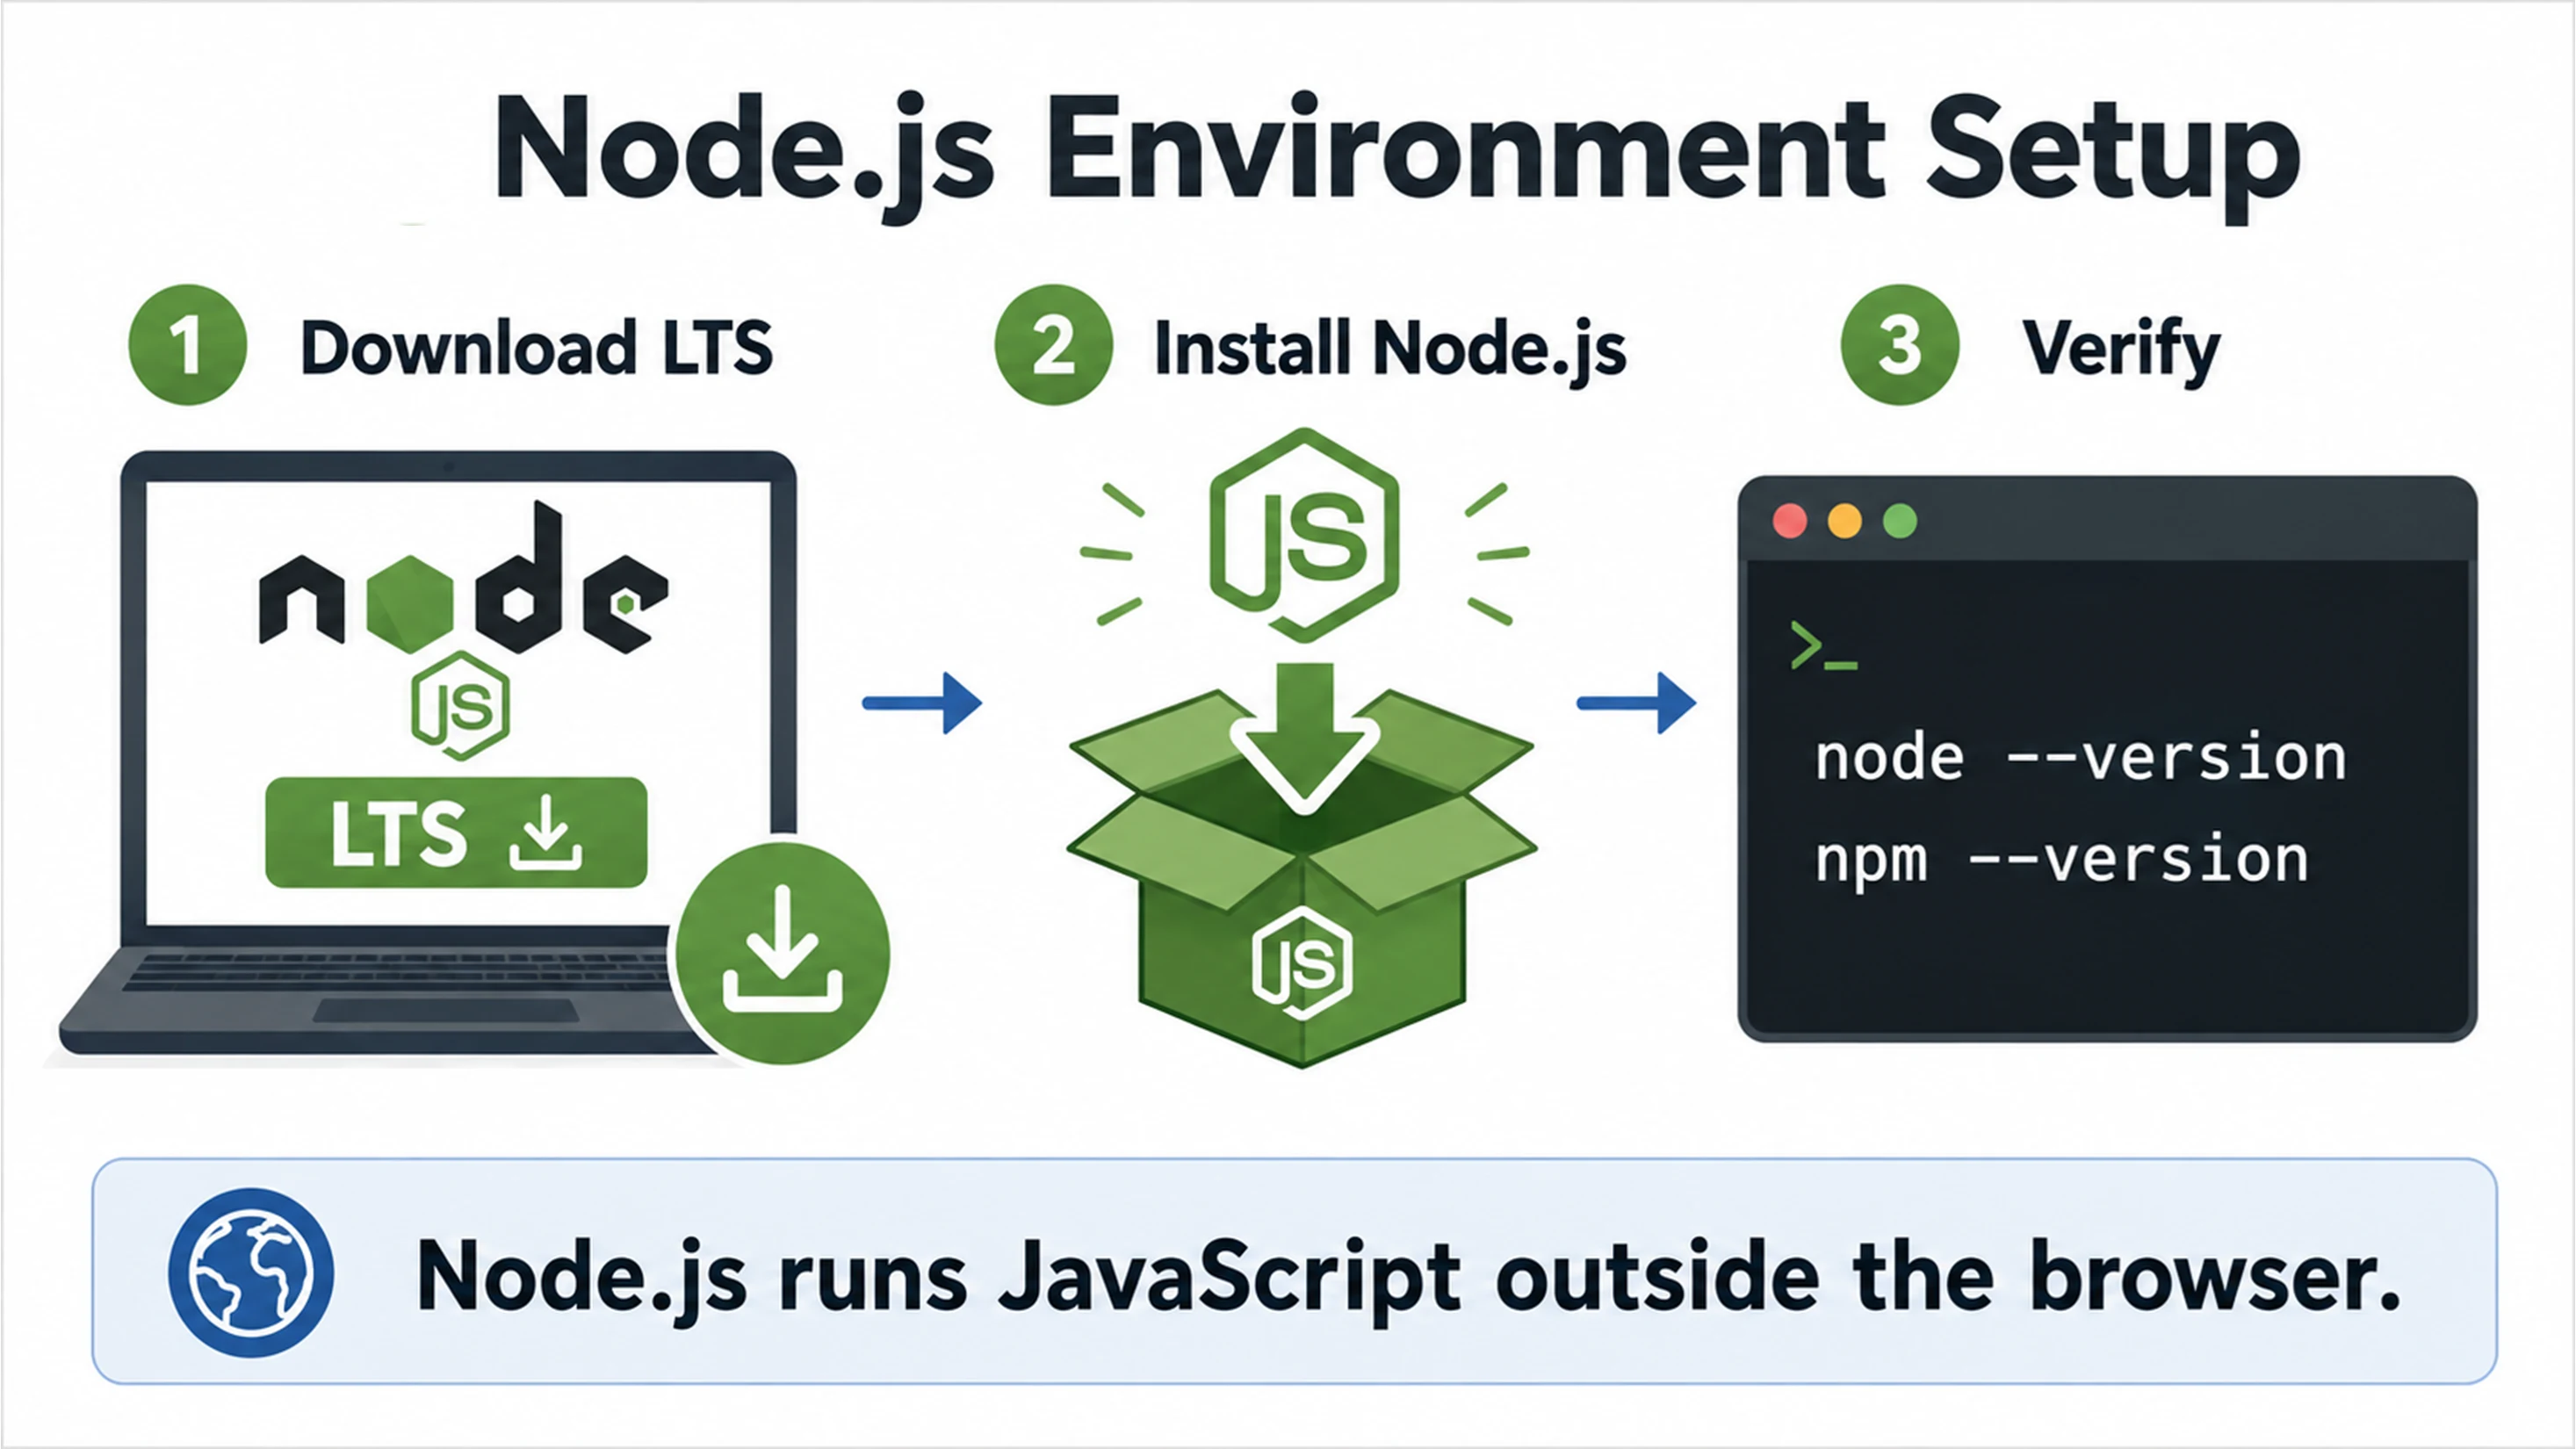 Node.js Environment Setup
1 Download LTS
2 Install Node.js
3 Verify
node
JS
LTS
JS
JS
>_
node --version
npm --version
Node.js runs JavaScript outside the browser.